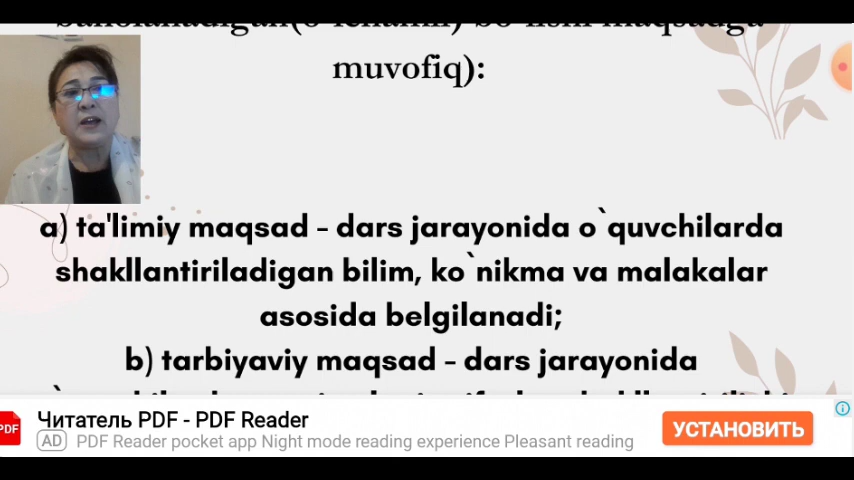 muvofiq):
a) ta'limiy maqsad - dars jarayonida o`quvchilarda
shakllantiriladigan bilim, ko`nikma va malakalar
asosida belgilanadi;
b) tarbiyaviy maqsad - dars jarayonida
Читатель PDF - PDF Reader
AD PDF Reader pocket app Night mode reading experience Pleasant reading
УСТАНОВИТЬ
PDF